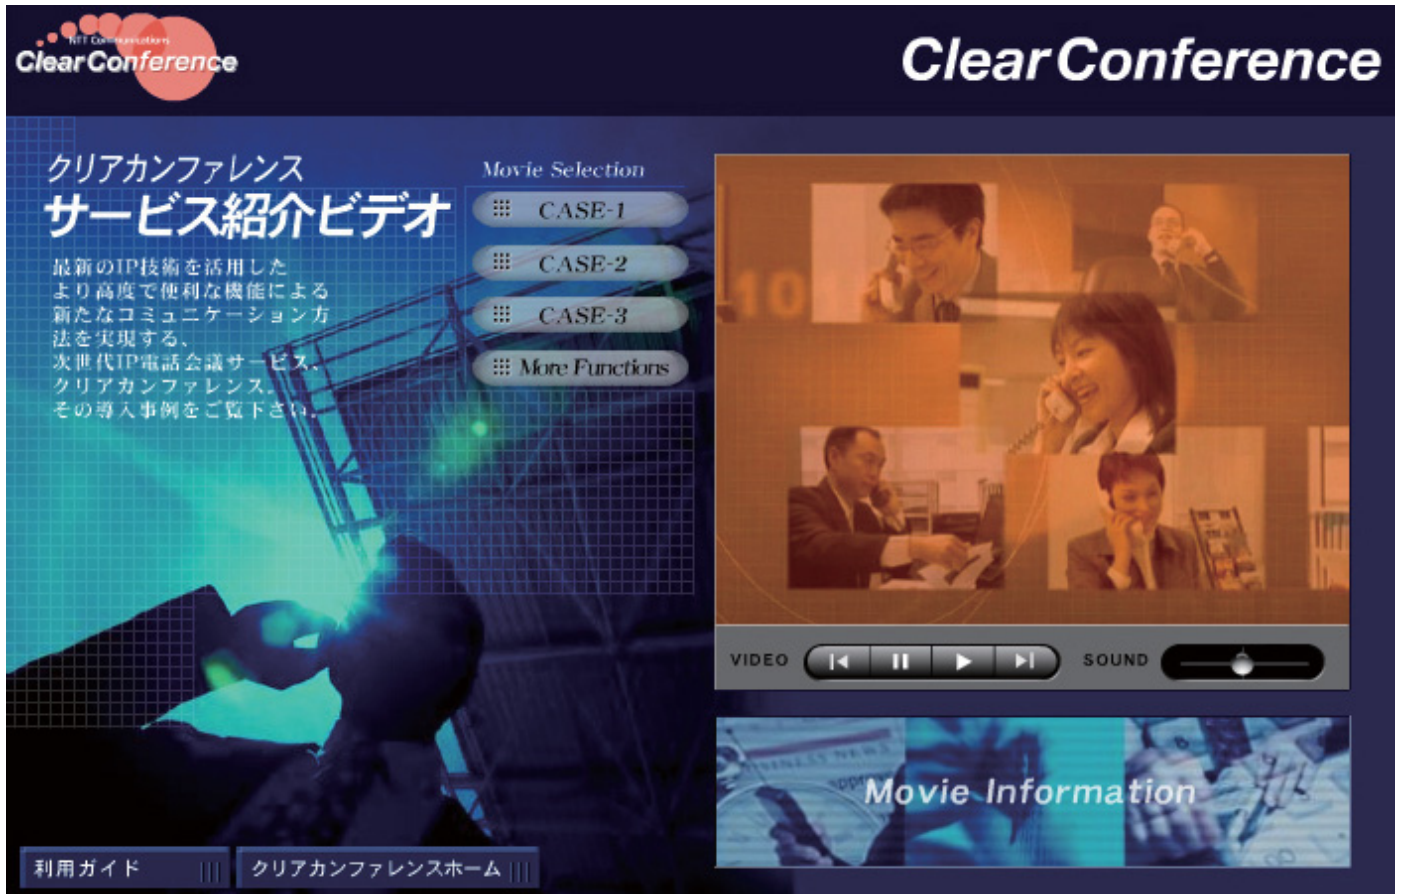 NTT Communications
ClearConference
ClearConference
クリアカンファレンス
サービス紹介ビデオ
最新のIP技術を活用した
より高度で便利な機能による
新たなコミュニケーション方
法を実現する、
次世代IP電話会議サービス、
クリアカンファレンス。
その導入事例をご覧下さい。
Movie Selection
CASE-1
CASE-2
CASE-3
More Functions
10
VIDEO
SOUND
BUSINESS NEWS
Movie Information
利用ガイド
クリアカンファレンスホーム